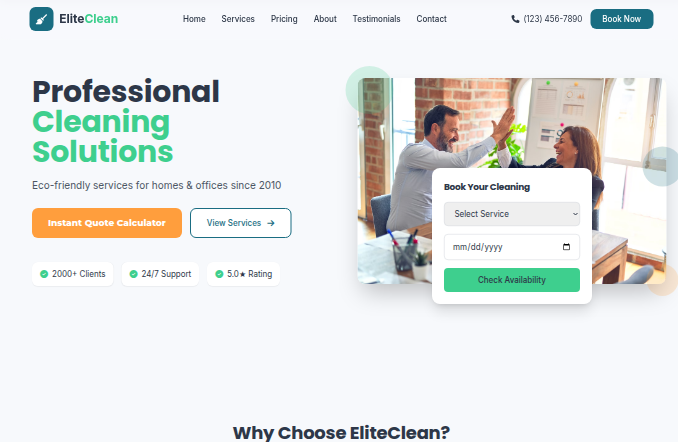 EliteClean
Home Services Pricing About Testimonials Contact
(123) 456-7890
Book Now
Professional
Cleaning
Solutions
Eco-friendly services for homes & offices since 2010
Instant Quote Calculator
View Services →
2000+ Clients
24/7 Support
5.0★ Rating
Book Your Cleaning
Select Service
mm/dd/yyyy
Check Availability
Why Choose EliteClean?